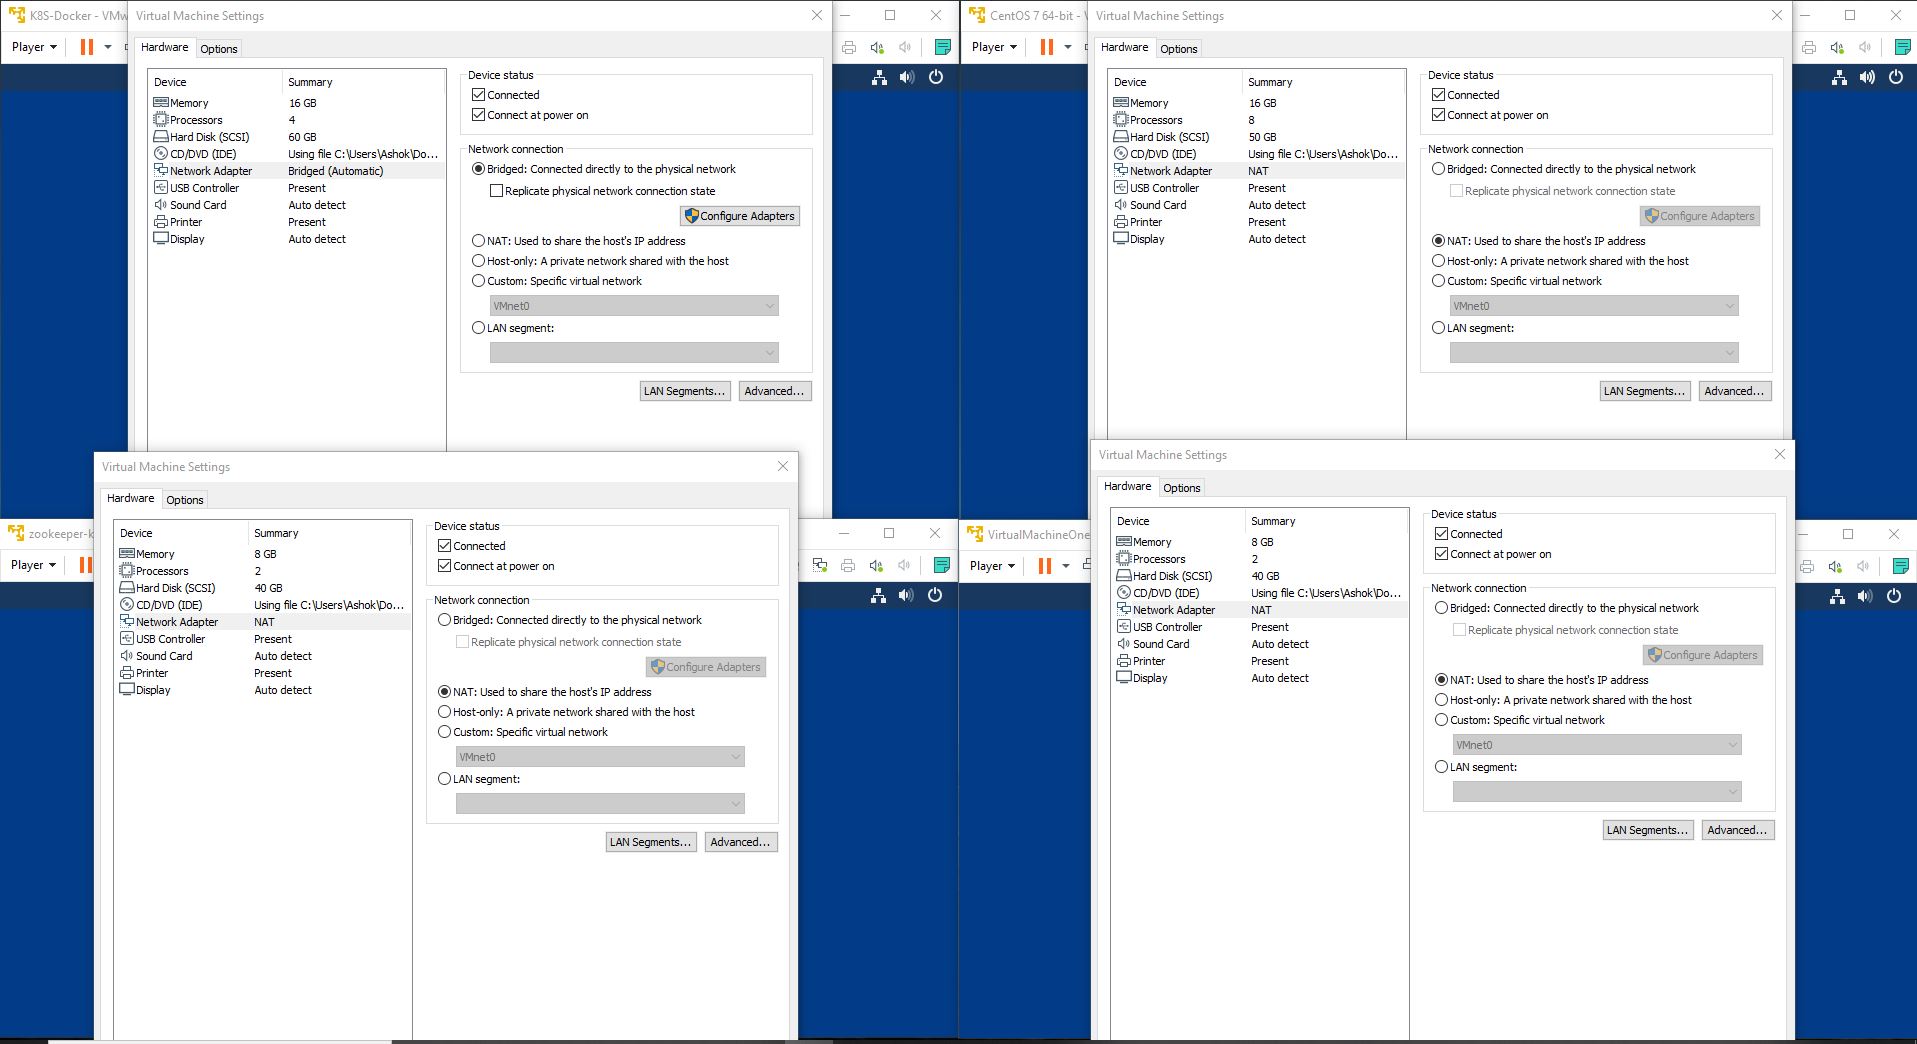 K8S-Docker - VMw
Virtual Machine Settings
Player
Hardware
Options
Device Summary
Memory 16 GB
Processors 4
Hard Disk (SCSI) 60 GB
CD/DVD (IDE) Using file C:\Users\Ashok\Do...
Network Adapter Bridged (Automatic)
USB Controller Present
Sound Card Auto detect
Printer Present
Display Auto detect
Device status
Connected
Connect at power on
Network connection
Bridged: Connected directly to the physical network
Replicate physical network connection state
Configure Adapters
NAT: Used to share the host's IP address
Host-only: A private network shared with the host
Custom: Specific virtual network
VMnet0
LAN segment:
LAN Segments...
Advanced...
CentOS 7 64-bit - V
Virtual Machine Settings
Player
Hardware
Options
Device Summary
Memory 16 GB
Processors 8
Hard Disk (SCSI) 50 GB
CD/DVD (IDE) Using file C:\Users\Ashok\Do...
Network Adapter NAT
USB Controller Present
Sound Card Auto detect
Printer Present
Display Auto detect
Device status
Connected
Connect at power on
Network connection
Bridged: Connected directly to the physical network
Replicate physical network connection state
Configure Adapters
NAT: Used to share the host's IP address
Host-only: A private network shared with the host
Custom: Specific virtual network
VMnet0
LAN segment:
LAN Segments...
Advanced...
zookeeper-k
Virtual Machine Settings
Player
Hardware
Options
Device Summary
Memory 8 GB
Processors 2
Hard Disk (SCSI) 40 GB
CD/DVD (IDE) Using file C:\Users\Ashok\Do...
Network Adapter NAT
USB Controller Present
Sound Card Auto detect
Printer Present
Display Auto detect
Device status
Connected
Connect at power on
Network connection
Bridged: Connected directly to the physical network
Replicate physical network connection state
Configure Adapters
NAT: Used to share the host's IP address
Host-only: A private network shared with the host
Custom: Specific virtual network
VMnet0
LAN segment:
LAN Segments...
Advanced...
VirtualMachineOne
Virtual Machine Settings
Player
Hardware
Options
Device Summary
Memory 8 GB
Processors 2
Hard Disk (SCSI) 40 GB
CD/DVD (IDE) Using file C:\Users\Ashok\Do...
Network Adapter NAT
USB Controller Present
Sound Card Auto detect
Printer Present
Display Auto detect
Device status
Connected
Connect at power on
Network connection
Bridged: Connected directly to the physical network
Replicate physical network connection state
Configure Adapters
NAT: Used to share the host's IP address
Host-only: A private network shared with the host
Custom: Specific virtual network
VMnet0
LAN segment:
LAN Segments...
Advanced...